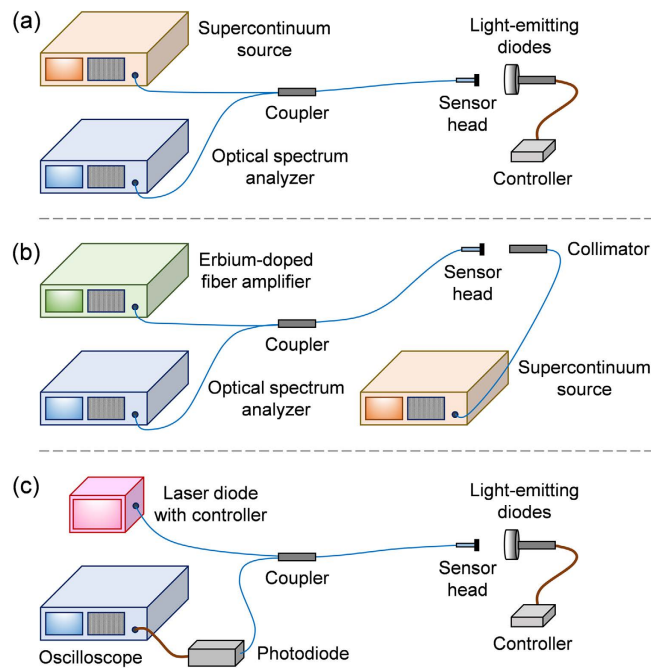 (a)
Supercontinuum
source
Light-emitting
diodes
Coupler
Sensor
head
Optical spectrum
analyzer
Controller
(b)
Erbium-doped
fiber amplifier
Collimator
Sensor
head
Coupler
Optical spectrum
analyzer
Supercontinuum
source
(c)
Laser diode
with controller
Light-emitting
diodes
Coupler
Sensor
head
Controller
Oscilloscope
Photodiode